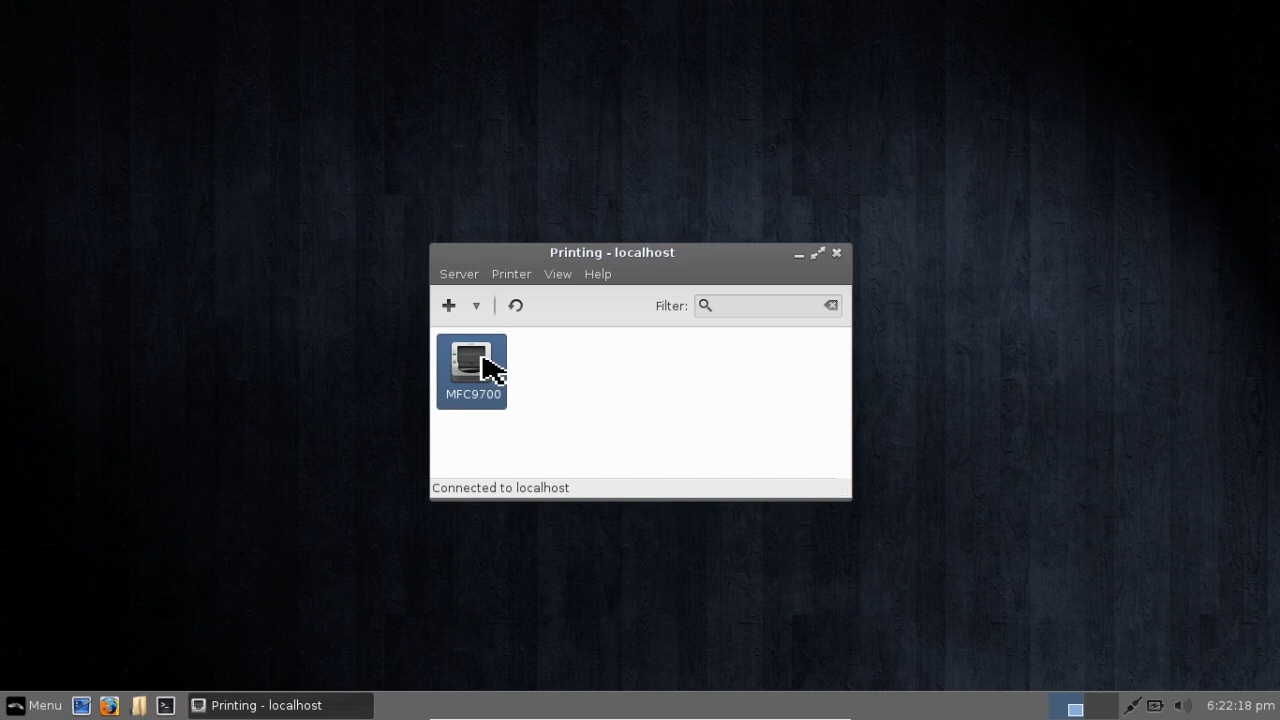 Printing - localhost
Server Printer View Help
Filter:
MFC9700
Connected to localhost
Menu Printing - localhost 6:22:18 pm